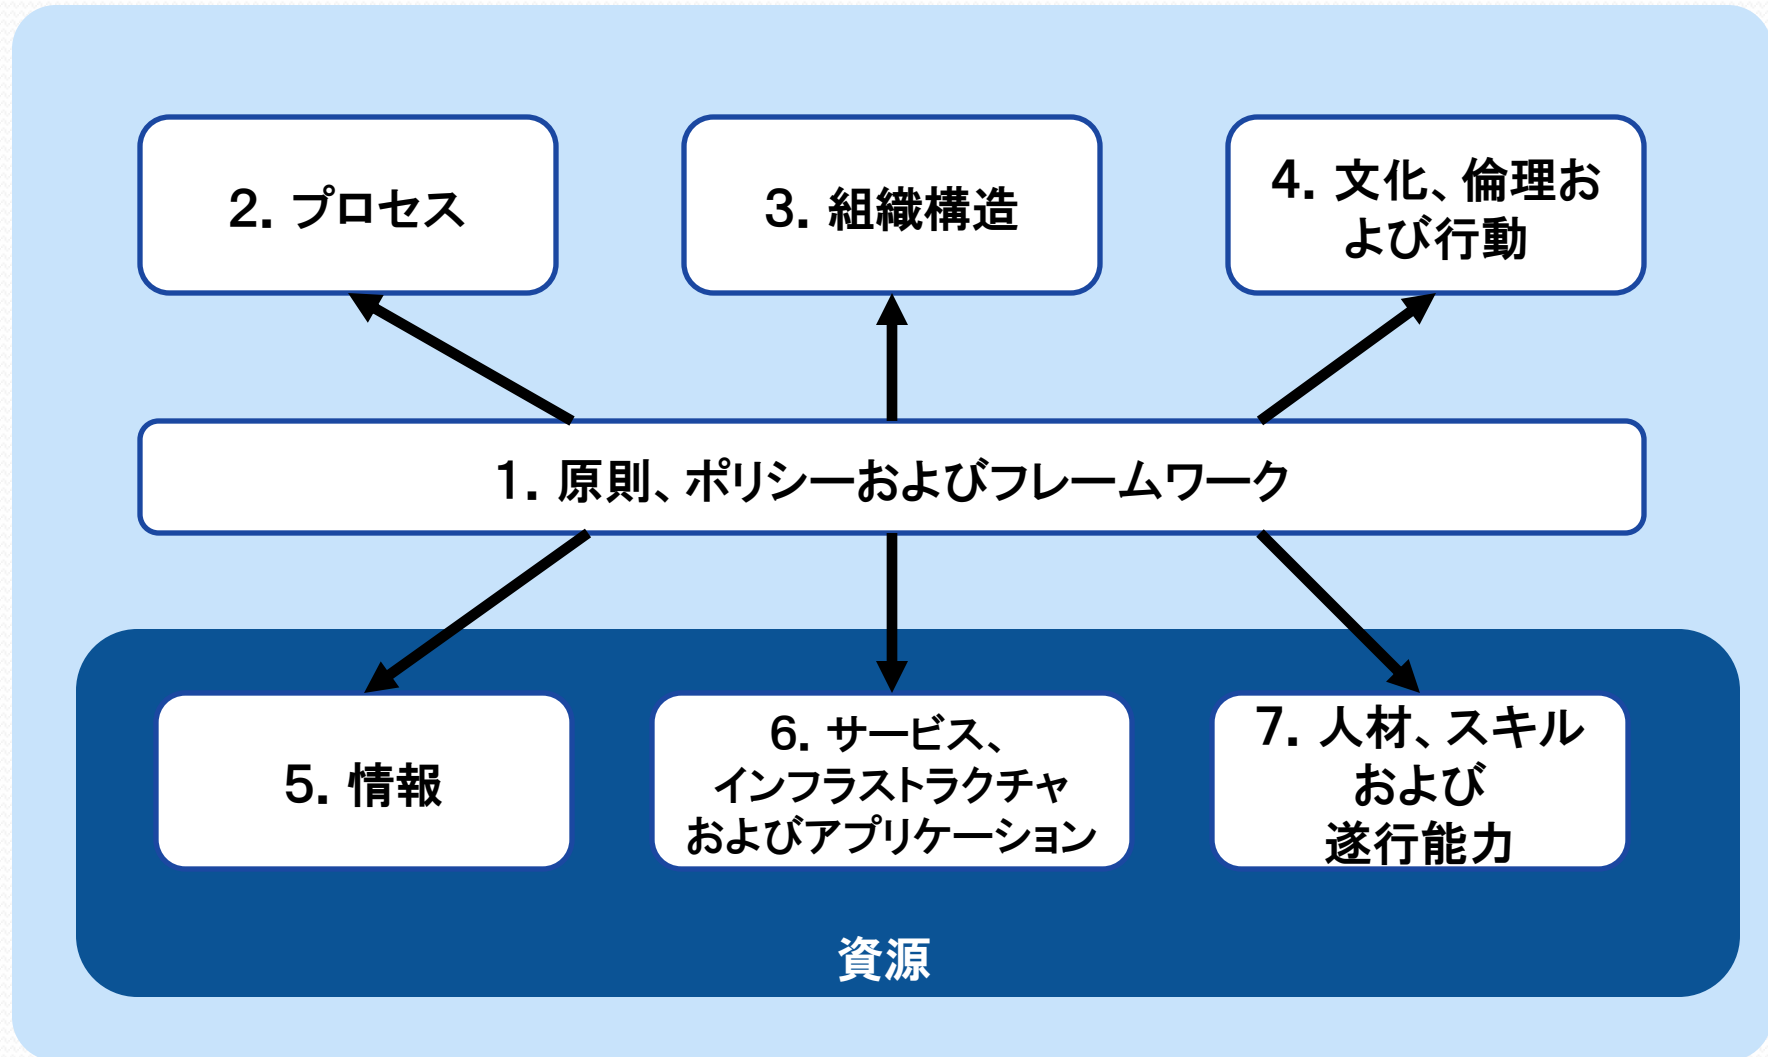 2. プロセス
3. 組織構造
4. 文化、倫理お
よび行動
1. 原則、ポリシーおよびフレームワーク
5. 情報
6. サービス、
インフラストラクチャ
およびアプリケーション
7. 人材、スキル
および
遂行能力
資源